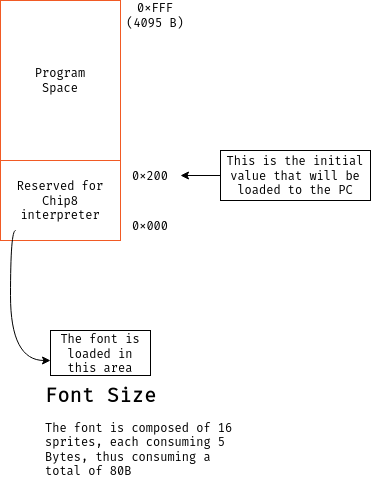 0×FFF
(4095 B)
Program
Space
0×200
This is the initial
value that will be
loaded to the PC
Reserved for
Chip8
interpreter
0×000
The font is
loaded in
this area
Font Size
The font is composed of 16
sprites, each consuming 5
Bytes, thus consuming a
total of 80B